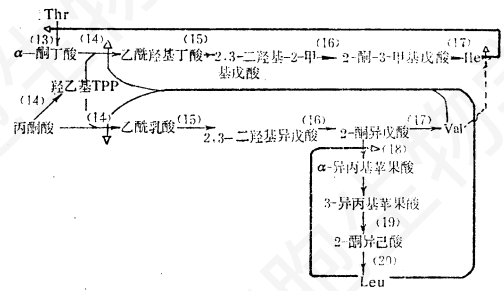 Thr
(13) (14) (15) (16) (17)
α-酮丁酸 乙酰羟基丁酸 2,3-二羟基-2-甲基戊酸 2-酮-3-甲基戊酸 Ile
羟乙基TPP
(14) (14) (15) (16) (17)
丙酮酸 乙酰乳酸 2,3-二羟基异戊酸 2-酮异戊酸 Val
(18)
α-异丙基苹果酸
3-异丙基苹果酸
(19)
2-酮异己酸
(20)
Leu